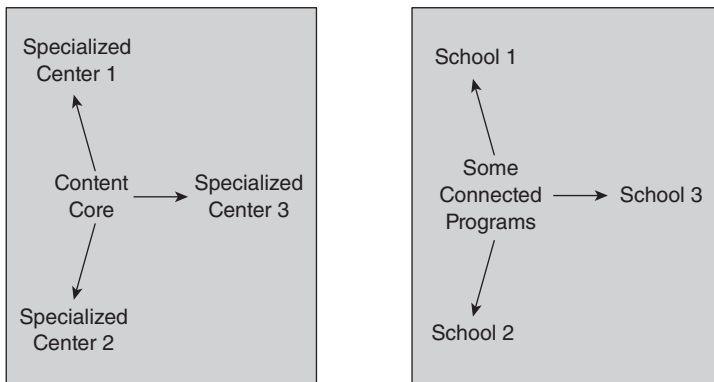 Specialized
Center 1
Content
Core
Specialized
Center 3
Specialized
Center 2
School 1
Some
Connected
Programs
School 3
School 2